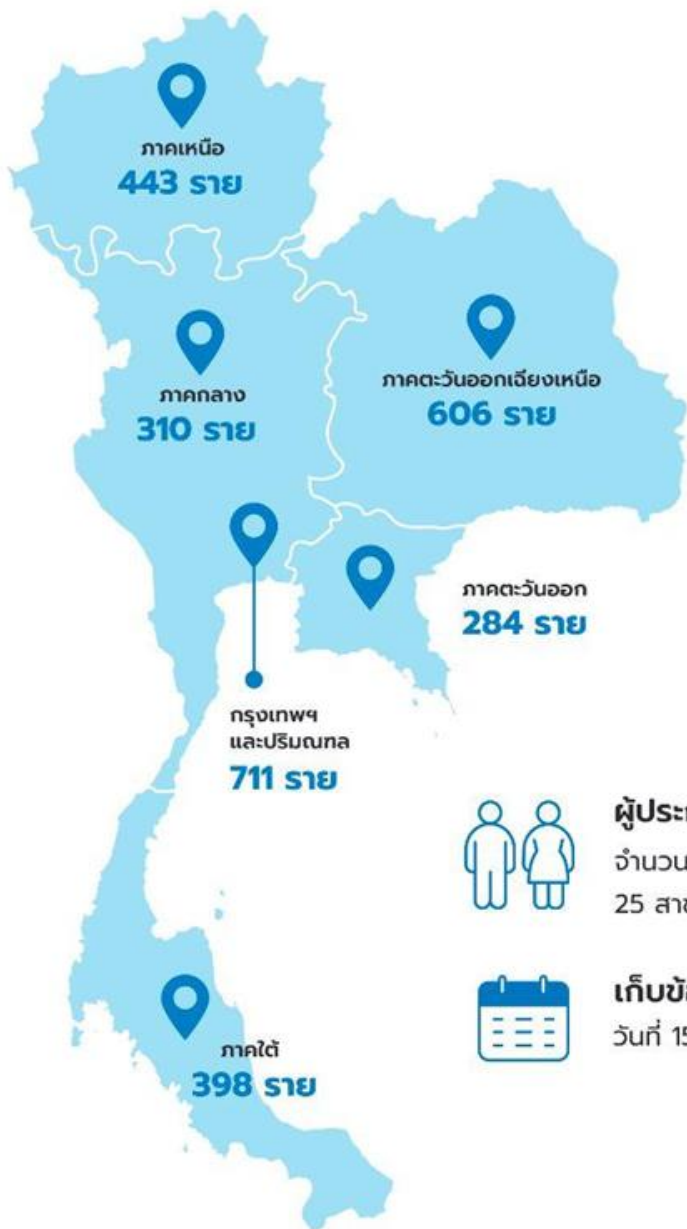 ภาคเหนือ
443 ราย
ภาคกลาง
310 ราย
ภาคตะวันออกเฉียงเหนือ
606 ราย
ภาคตะวันออก
284 ราย
กรุงเทพฯ
และปริมณฑล
711 ราย
ภาคใต้
398 ราย
จำนวน
25
เก็บ
วันที่ 15